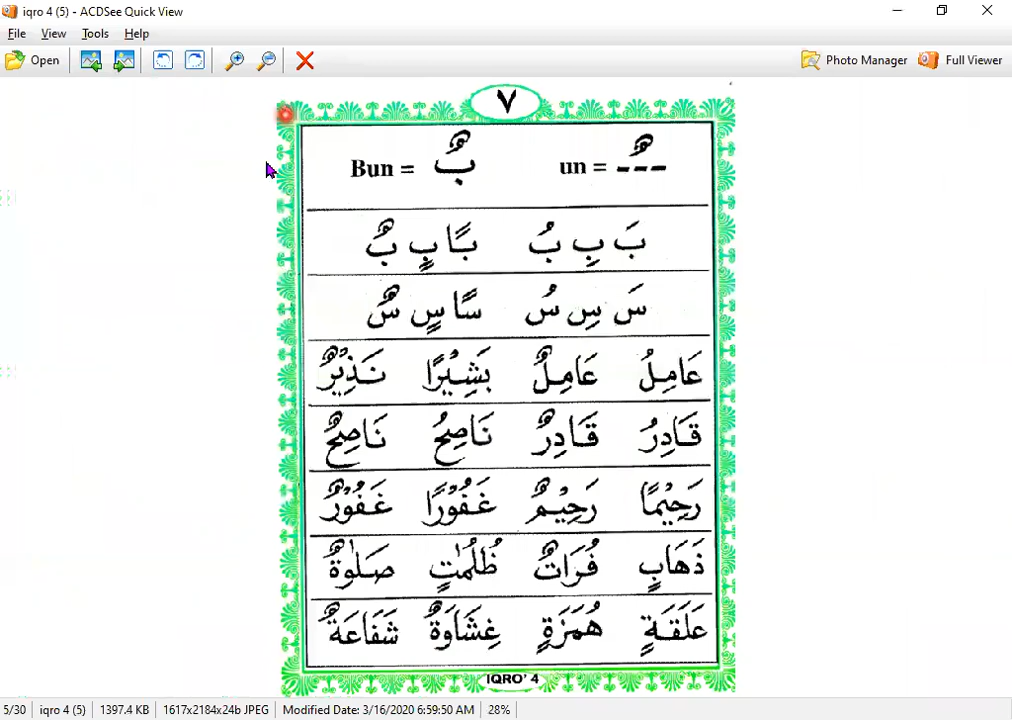 iqro 4 (5) - ACDSee Quick View
File View Tools Help
Open Photo Manager Full Viewer
٧
Bun = بٌ un = ـٌ
بَ بِ بُ بًا بٍ بٌ
سَ سِ سُ سًا سٍ سٌ
عَامِلُ عَامِلٌ بَشِيْرًا نَذِيْرٌ
قَادِرُ قَادِرٌ نَاصِحُ نَاصِحٌ
رَحِيْمًا رَحِيْمٌ غَفُوْرًا غَفُوْرٌ
ذَهَابٍ فُرَاتٌ ظُلُمٰتٍ صَلٰوةٌ
عَلَقَةٍ هُمَزَةٍ غِشَاوَةٌ شَفَاعَةٌ
IQRO' 4
5/30 iqro 4 (5) 1397.4 KB 1617x2184x24b JPEG Modified Date: 3/16/2020 6:59:50 AM 28%